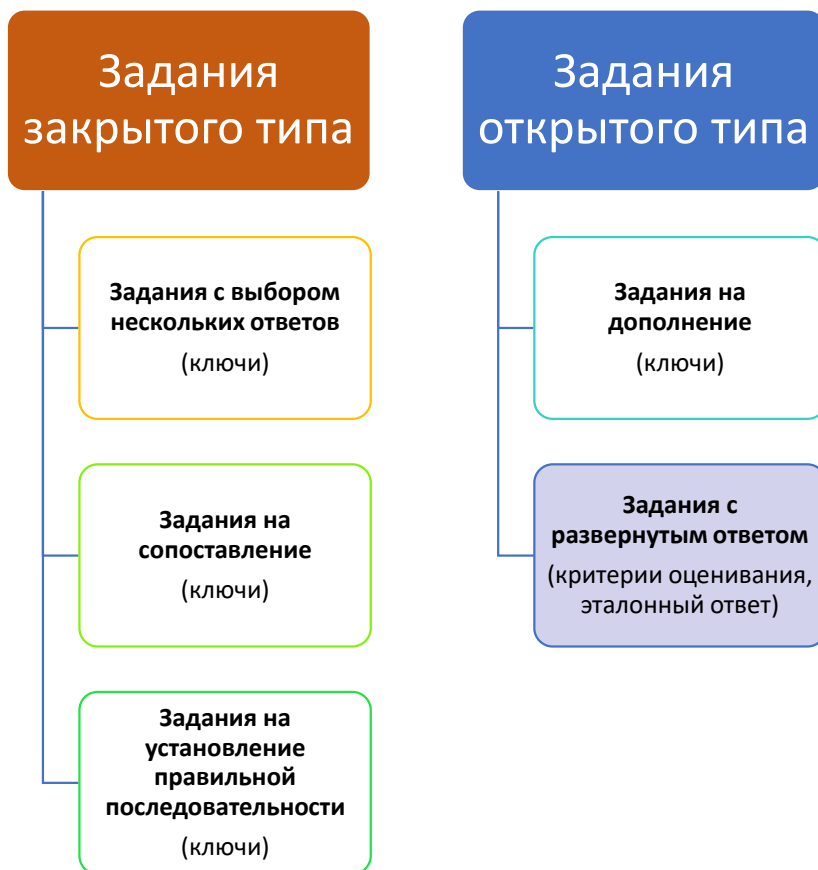 Задания
закрытого типа
Задания с выбором
нескольких ответов
(ключи)
Задания на
сопоставление
(ключи)
Задания на
установление
правильной
последовательности
(ключи)
Задания
открытого типа
Задания на
дополнение
(ключи)
Задания с
развернутым ответом
(критерии оценивания,
эталонный ответ)